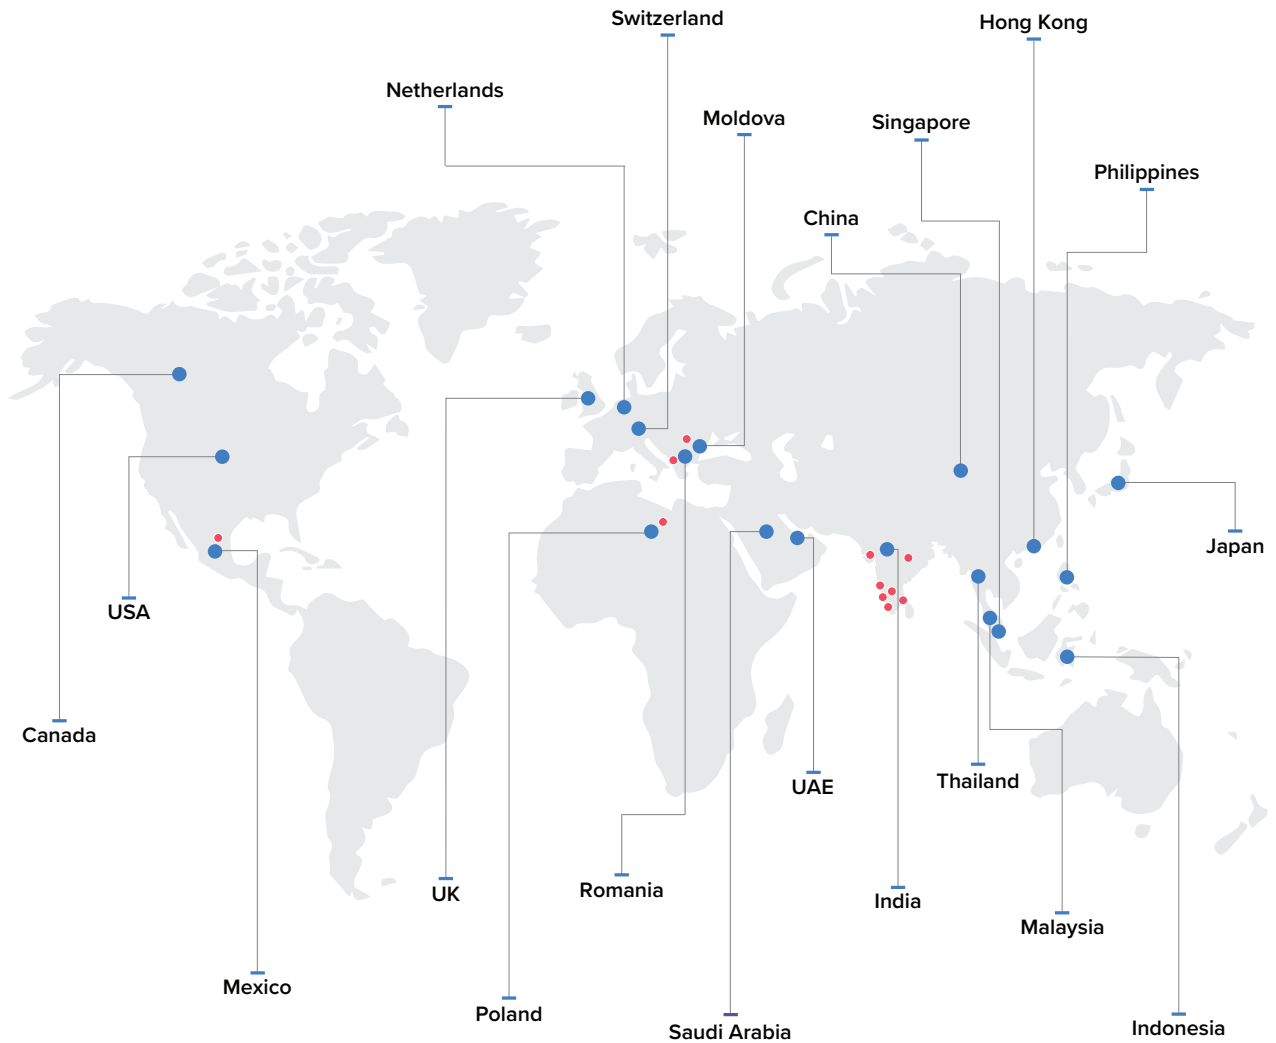 Switzerland
Hong Kong
Netherlands
Moldova
Singapore
Philippines
China
Japan
USA
Canada
UAE
Thailand
UK
Romania
India
Malaysia
Mexico
Poland
Saudi Arabia
Indonesia